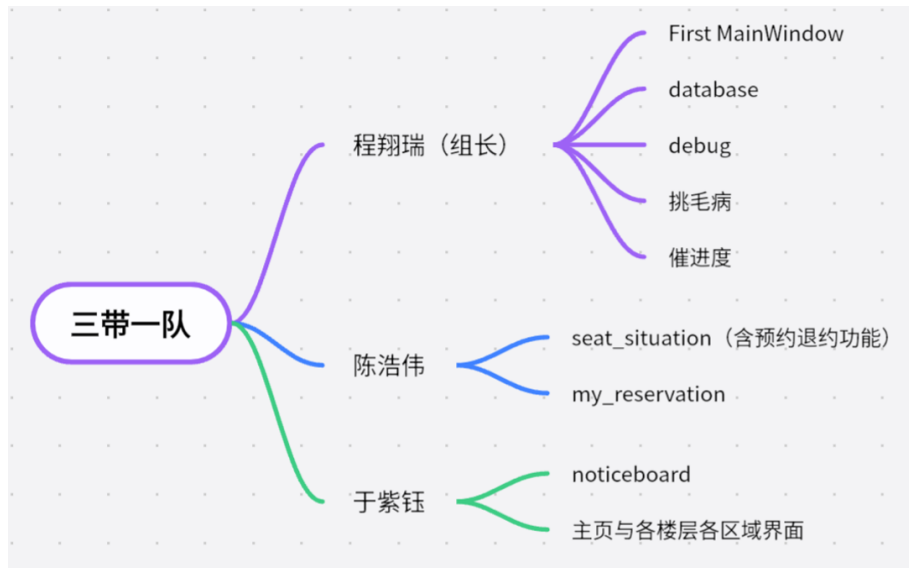 First MainWindow
database
程翔瑞（组长）
debug
挑毛病
催进度
三带一队
seat_situation（含预约退约功能）
陈浩伟
my_reservation
noticeboard
于紫钰
主页与各楼层各区域界面